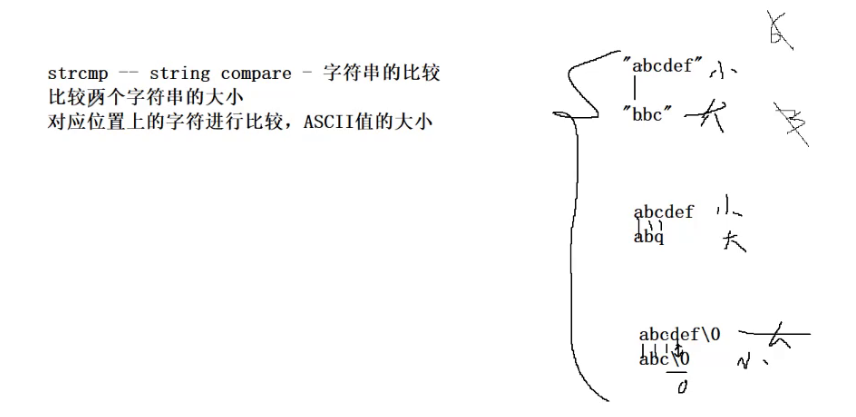 strcmp -- string compare - 字符串的比较
比较两个字符串的大小
对应位置上的字符进行比较，ASCII值的大小
6
"abcdef" 小
"bbc" 大
3
abcdef 小
abq 大
abcdef\0 大
abc\0 小
0